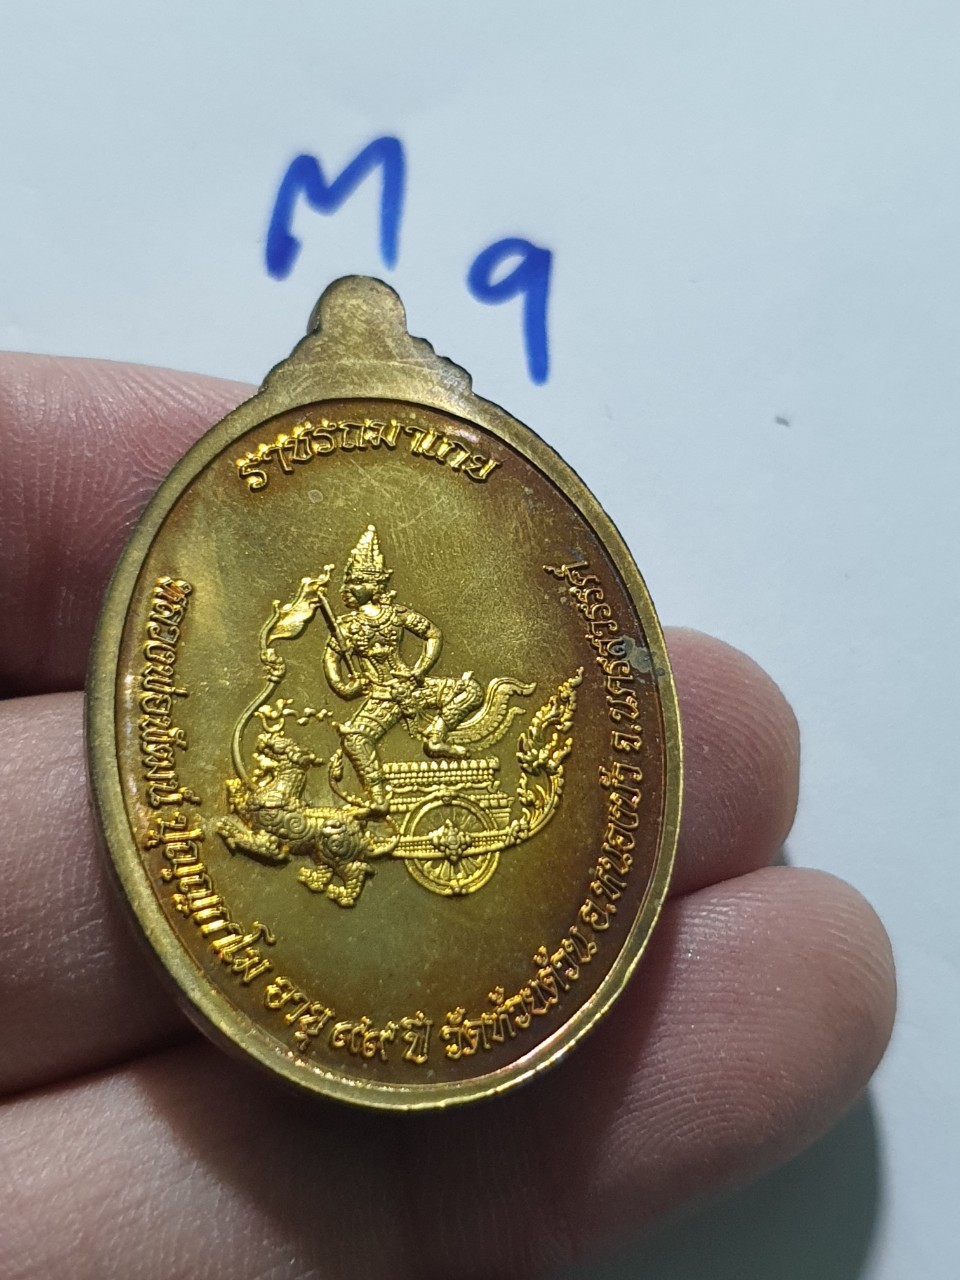 M
9
ราชรถมาเกย
หลวงพ่อพัฒน์ ปุญฺญกาโม อายุ ๙๙ ปี วัดห้วยด้วน อ.หนองบัว จ.นครสวรรค์